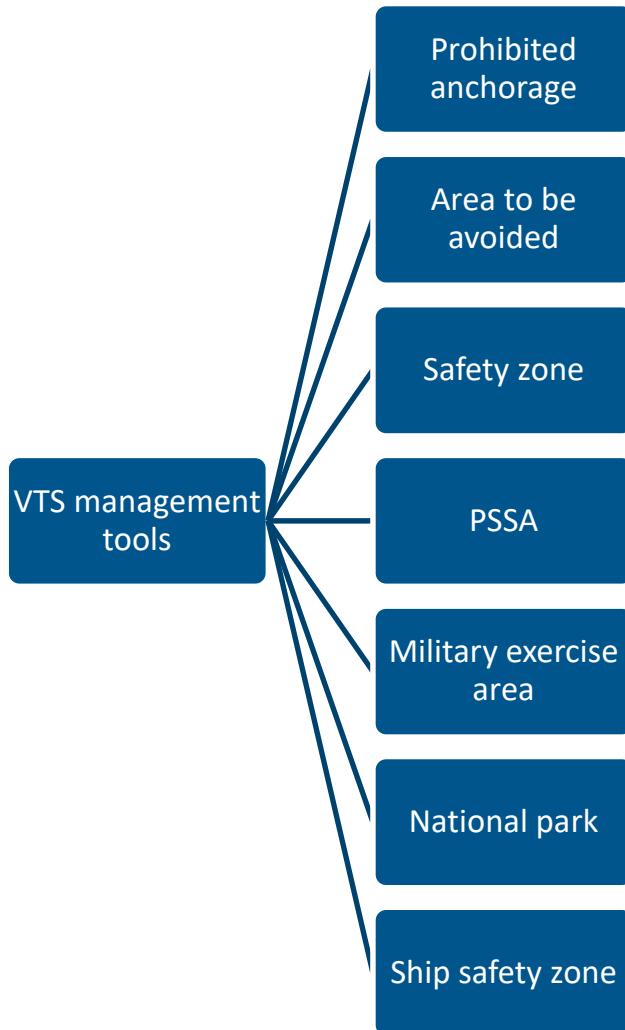 Prohibited
anchorage
Area to be
avoided
Safety zone
VTS management
tools
PSSA
Military exercise
area
National park
Ship safety zone